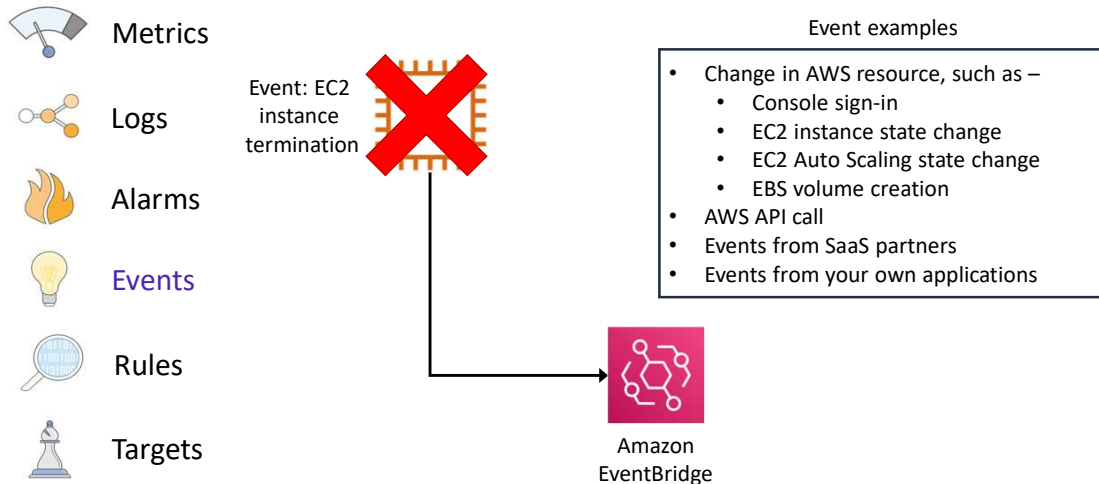 Metrics
Logs
Alarms
Events
Rules
Targets
Event: EC2
instance
termination
Amazon
EventBridge
Event examples
• Change in AWS resource, such as –
• Console sign-in
• EC2 instance state change
• EC2 Auto Scaling state change
• EBS volume creation
• AWS API call
• Events from SaaS partners
• Events from your own applications